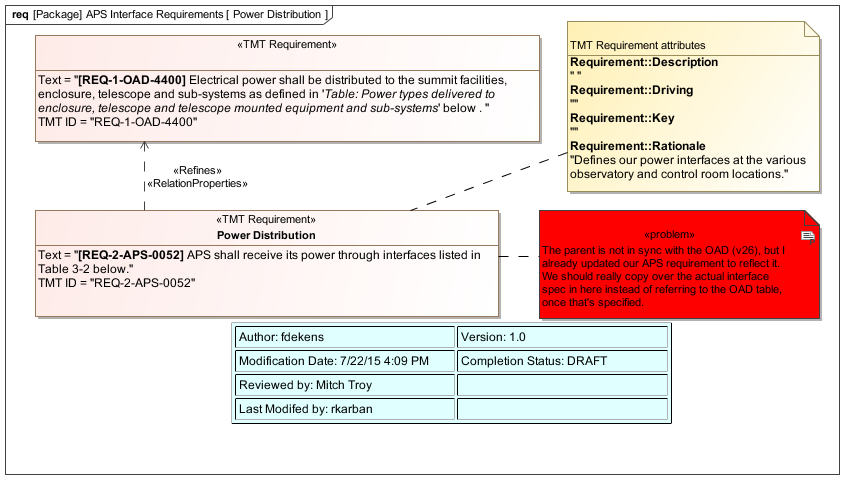 req [Package] APS Interface Requirements [ Power Distribution ]
«TMT Requirement»
Text = "[REQ-1-OAD-4400] Electrical power shall be distributed to the summit facilities,
enclosure, telescope and sub-systems as defined in 'Table: Power types delivered to
enclosure, telescope and telescope mounted equipment and sub-systems' below . "
TMT ID = "REQ-1-OAD-4400"
TMT Requirement attributes
Requirement::Description
" "
Requirement::Driving
""
Requirement::Key
""
Requirement::Rationale
"Defines our power interfaces at the various
observatory and control room locations."
«Refines»
«RelationProperties»
«TMT Requirement»
Power Distribution
Text = "[REQ-2-APS-0052] APS shall receive its power through interfaces listed in
Table 3-2 below."
TMT ID = "REQ-2-APS-0052"
«problem»
The parent is not in sync with the OAD (v26), but I
already updated our APS requirement to reflect it.
We should really copy over the actual interface
spec in here instead of referring to the OAD table,
once that's specified.
Author: fdekens
Version: 1.0
Modification Date: 7/22/15 4:09 PM
Completion Status: DRAFT
Reviewed by: Mitch Troy
Last Modifed by: rkarban